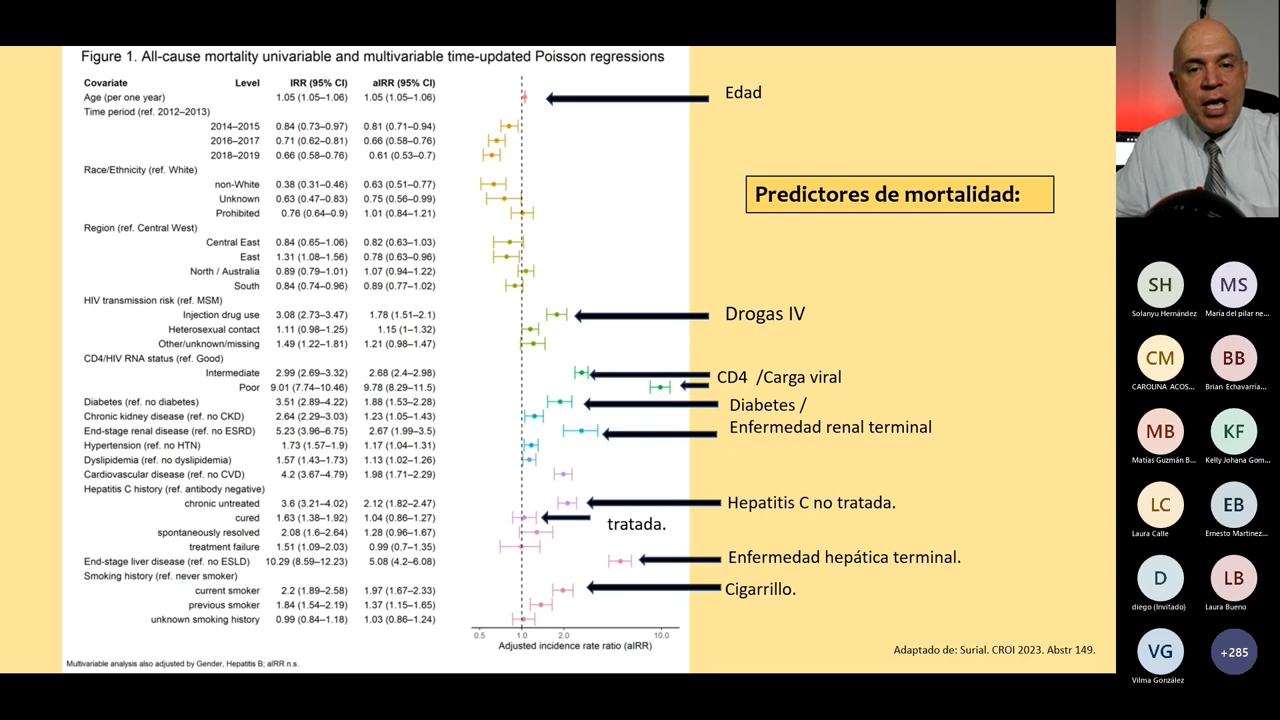 Figure 1. All-cause mortality univariable and multivariable time-updated Poisson regressions
Covariate Level IRR (95% CI) aIRR (95% CI)
Age (per one year) 1.05 (1.05–1.06) 1.05 (1.05–1.06)
Time period (ref. 2012–2013)
2014–2015 0.84 (0.73–0.97) 0.81 (0.71–0.94)
2016–2017 0.71 (0.62–0.81) 0.66 (0.58–0.76)
2018–2019 0.66 (0.58–0.76) 0.61 (0.53–0.7)
Race/Ethnicity (ref. White)
non-White 0.38 (0.31–0.46) 0.63 (0.51–0.77)
Unknown 0.63 (0.47–0.83) 0.75 (0.56–0.99)
Prohibited 0.76 (0.64–0.9) 1.01 (0.84–1.21)
Region (ref. Central West)
Central East 0.84 (0.65–1.06) 0.82 (0.63–1.03)
East 1.31 (1.08–1.56) 0.78 (0.63–0.96)
North / Australia 0.89 (0.79–1.01) 1.07 (0.94–1.22)
South 0.84 (0.74–0.96) 0.89 (0.77–1.02)
HIV transmission risk (ref. MSM)
Injection drug use 3.08 (2.73–3.47) 1.78 (1.51–2.1)
Heterosexual contact 1.11 (0.98–1.25) 1.15 (1–1.32)
Other/unknown/missing 1.49 (1.22–1.81) 1.21 (0.98–1.47)
CD4/HIV RNA status (ref. Good)
Intermediate 2.99 (2.69–3.32) 2.68 (2.4–2.98)
Poor 9.01 (7.74–10.46) 9.78 (8.29–11.5)
Diabetes (ref. no diabetes) 3.51 (2.89–4.22) 1.88 (1.53–2.28)
Chronic kidney disease (ref. no CKD) 2.64 (2.29–3.03) 1.23 (1.05–1.43)
End-stage renal disease (ref. no ESRD) 5.23 (3.96–6.75) 2.67 (1.99–3.5)
Hypertension (ref. no HTN) 1.73 (1.57–1.9) 1.17 (1.04–1.31)
Dyslipidemia (ref. no dyslipidemia) 1.57 (1.43–1.73) 1.13 (1.02–1.26)
Cardiovascular disease (ref. no CVD) 4.2 (3.67–4.79) 1.98 (1.71–2.29)
Hepatitis C history (ref. antibody negative)
chronic untreated 3.6 (3.21–4.02) 2.12 (1.82–2.47)
cured 1.63 (1.38–1.92) 1.04 (0.86–1.27)
spontaneously resolved 2.08 (1.6–2.64) 1.28 (0.96–1.67)
treatment failure 1.51 (1.09–2.03) 0.99 (0.7–1.35)
End-stage liver disease (ref. no ESLD) 10.29 (8.59–12.23) 5.08 (4.2–6.08)
Smoking history (ref. never smoker)
current smoker 2.2 (1.89–2.58) 1.97 (1.67–2.33)
previous smoker 1.84 (1.54–2.19) 1.37 (1.15–1.65)
unknown smoking history 0.99 (0.84–1.18) 1.03 (0.86–1.24)
0.5 1.0 2.0 10.0
Adjusted incidence rate ratio (aIRR)
Multivariable analysis also adjusted by Gender, Hepatitis B; aIRR n.s.
Edad
Predictores de mortalidad:
Drogas IV
CD4 /Carga viral
Diabetes /
Enfermedad renal terminal
Hepatitis C no tratada.
tratada.
Enfermedad hepática terminal.
Cigarrillo.
Adaptado de: Surial. CROI 2023. Abstr 149.
SH MS
Solanyu Hernández María del pilar ne...
CM BB
CAROLINA ACOS... Brian Echavarría...
MB KF
Matías Guzmán B... Kelly Johana Gom...
LC EB
Laura Calle Ernesto Martinez...
D LB
diego (Invitado) Laura Bueno
VG +285
Vilma González